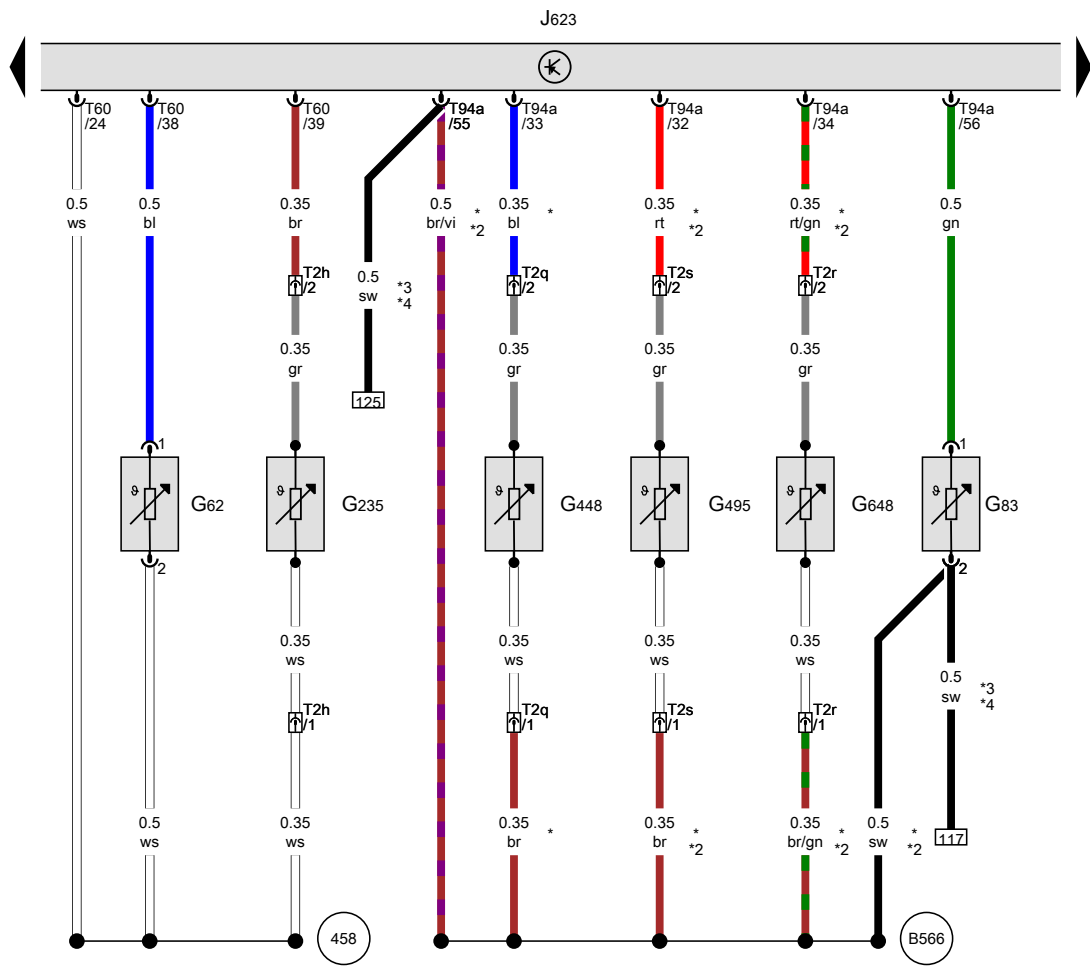 J623
T60 T60 T60 T94a T94a T94a T94a T94a
/24 /38 /39 /55 /33 /32 /34 /56
0.5 0.5 0.35 0.5 * 0.35 * 0.35 * 0.35 * 0.5
ws bl br br/vi *2 bl rt *2 rt/gn *2 gn
T2h T2q T2s T2r
/2 /2 /2 /2
0.5 *3
sw *4
0.35 0.35 0.35 0.35
gr gr gr gr
125
1 1
ϑ G62 ϑ G235 ϑ G448 ϑ G495 ϑ G648 ϑ G83
2 2
0.35 0.35 0.35 0.35
ws ws ws ws
0.5 *3
sw *4
T2h T2q T2s T2r
/1 /1 /1 /1
0.5 0.35 0.35 * 0.35 * 0.35 * 0.5 *
ws ws br br *2 br/gn *2 sw *2
117
458 B566